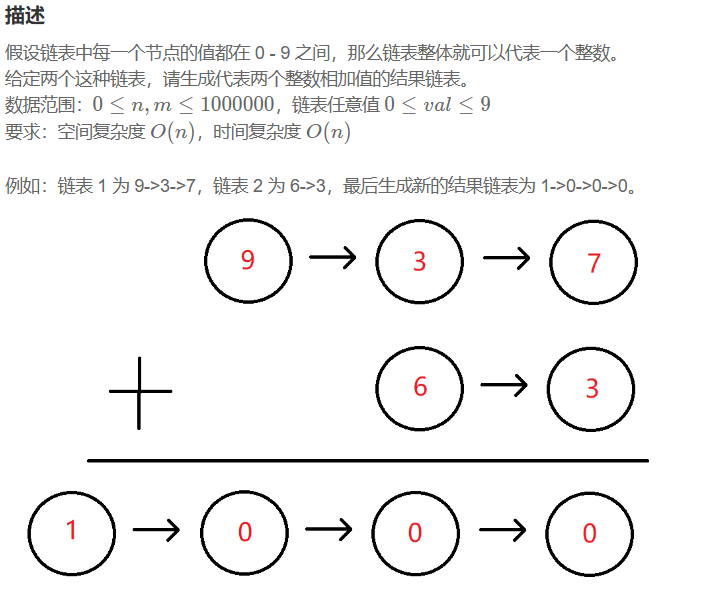 描述
假设链表中每一个节点的值都在 0 - 9 之间，那么链表整体就可以代表一个整数。
给定两个这种链表，请生成代表两个整数相加值的结果链表。
数据范围：0 ≤ n, m ≤ 1000000，链表任意值 0 ≤ val ≤ 9
要求：空间复杂度 O(n)，时间复杂度 O(n)
例如：链表 1 为 9->3->7，链表 2 为 6->3，最后生成新的结果链表为 1->0->0->0。
9 → 3 → 7
+ 6 → 3
1 → 0 → 0 → 0